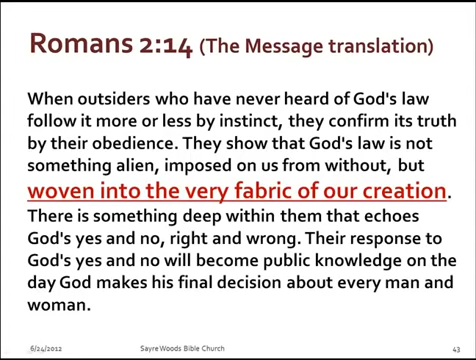 Romans 2:14 (The Message translation)
When outsiders who have never heard of God's law
follow it more or less by instinct, they confirm its truth
by their obedience. They show that God's law is not
something alien, imposed on us from without, but
woven into the very fabric of our creation.
There is something deep within them that echoes
God's yes and no, right and wrong. Their response to
God's yes and no will become public knowledge on the
day God makes his final decision about every man and
woman.
6/24/2012 Sayre Woods Bible Church 43